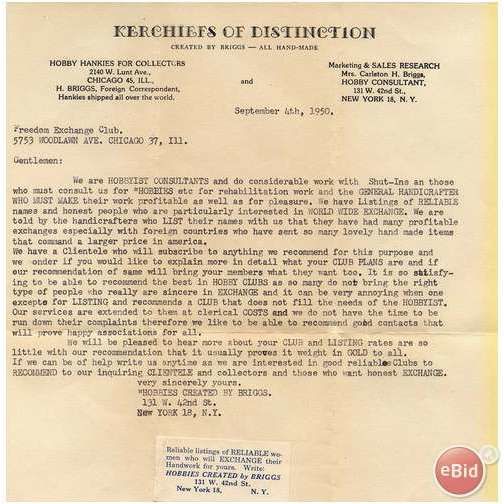 KERCHIEFS OF DISTINCTION
CREATED BY BRIGGS — ALL HAND-MADE
HOBBY HANKIES FOR COLLECTORS
2140 W. Lunt Ave.,
CHICAGO 45, ILL.,
H. BRIGGS, Foreign Correspondent,
Hankies shipped all over the world.
and
Marketing & SALES RESEARCH
Mrs. Carleton H. Briggs,
HOBBY CONSULTANT,
131 W. 42nd St.,
NEW YORK 18, N. Y.
September 4th, 1950.
Freedom Exchange Club.
5753 WOODLAWN AVE. CHICAGO 37, Ill.
Gentlemen:
We are HOBBYIST CONSULTANTS and do considerable work with Shut-Ins an those
who must consult us for "HOBBIES etc for rehabilitation work and the GENERAL HANDICRAFTER
WHO MUST MAKE their work profitable as well as for pleasure. We have Listings of RELIABLE
names and honest people who are particularly interested in WORLD WIDE EXCHANGE. We are
told by the handicrafters who LIST their names with us that they have had many profitable
exchanges especially with foreign countries who have sent so many lovely hand made items
that command a larger price in america.
We have a Clientele who will subscribe to anything we recommend for this purpose and
we onder if you would like to explain more in detail what your CLUB PLANS are and if
our recommendation of same will bring your members what they want too. It is so satisfy-
ing to be able to recommend the best in HOBY CLUBS as so many do not bring the right
type of people who really are sincere in EXCHANGE and it can be very annoying when one
excepts for LISTING and recommends a CLUB that does not fill the needs of the HOBBYIST.
Our services are extended to them at clerical COSTS and we do not have the time to be
run down their complaints therefore we like to be able to recommend good contacts that
will prove happy associations for all.
We will be pleased to hear more about your CLUB and LISTING rates are so
little with our recommendation that it usually proves it weight in GOLD to all.
If we can be of help write us anytime as we are interested in good reliable Clubs to
RECOMMEND to our inquiring CLIENTELE and collectors and those who want honest EXCHANGE.
very sincerely yours.
"HOBBIES CREATED BY BRIGGS.
131 W. 42nd St.
New YORK 18, N.Y.
Reliable listings of RELIABLE wo-
men who will EXCHANGE their
Handwork for yours. Write:
HOBBIES Created by BRIGGS
131 W. 42nd St.
New York 18, N. Y.
eBid